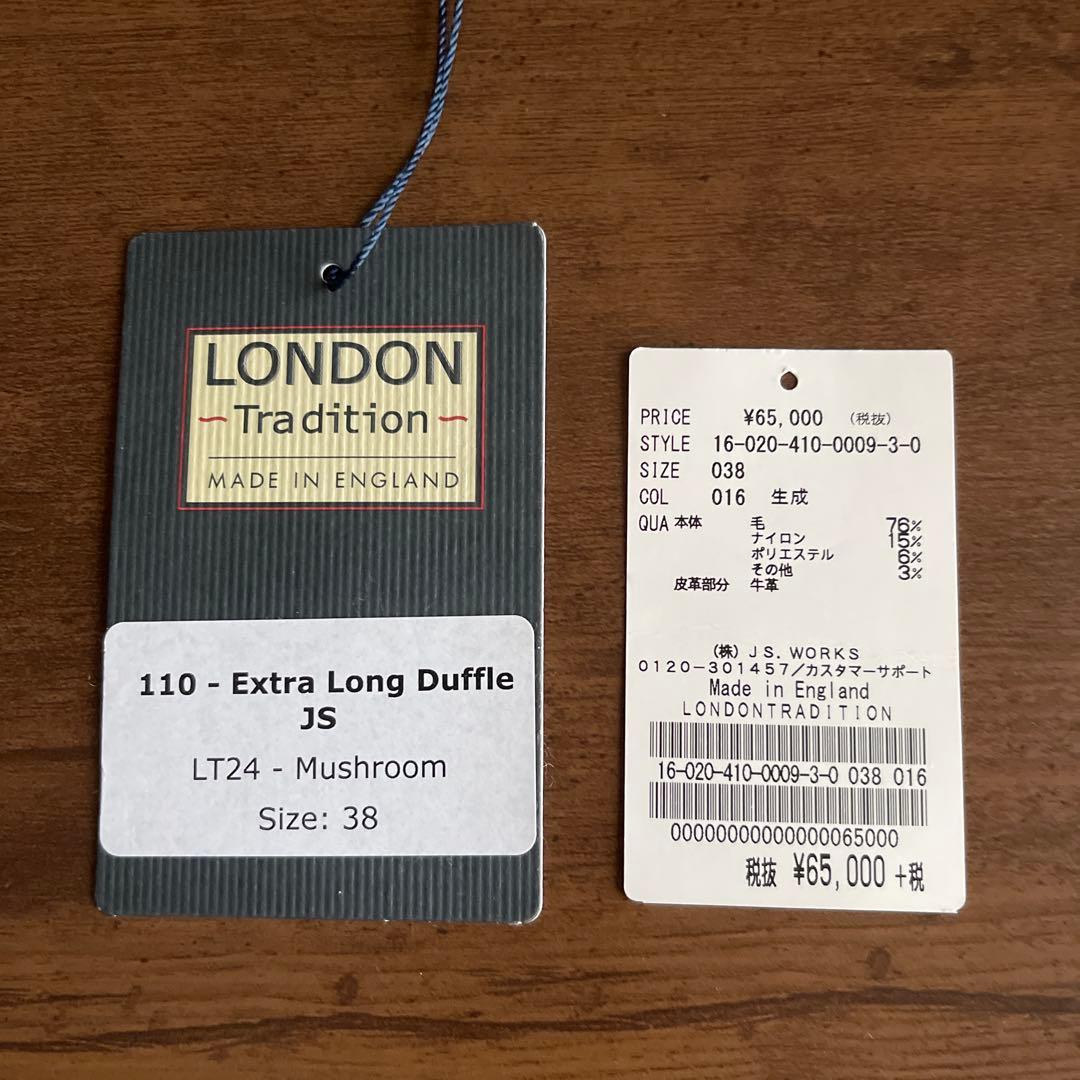 LONDON
~Tradition~
MADE IN ENGLAND
110 - Extra Long Duffle
JS
LT24 - Mushroom
Size: 38
PRICE ¥65,000 (税抜)
STYLE 16-020-410-0009-3-0
SIZE 038
COL 016 生成
QUA 本体 毛 76%
ナイロン 15%
ポリエステル 6%
その他 3%
皮革部分 牛革
(株) JS. WORKS
0120-301457/カスタマーサポート
Made in England
LONDONTRADITION
16-020-410-0009-3-0 038 016
00000000000000065000
税抜 ¥65,000 +税